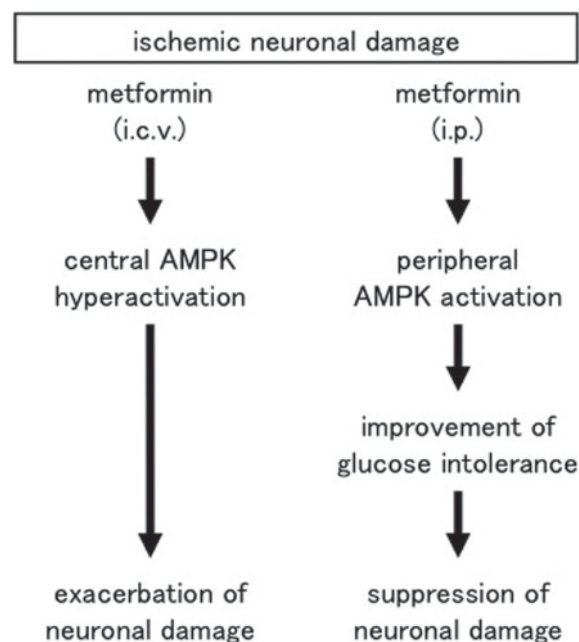 ischemic neuronal damage
metformin
(i.c.v.)
central AMPK
hyperactivation
exacerbation of
neuronal damage
metformin
(i.p.)
peripheral
AMPK activation
improvement of
glucose intolerance
suppression of
neuronal damage